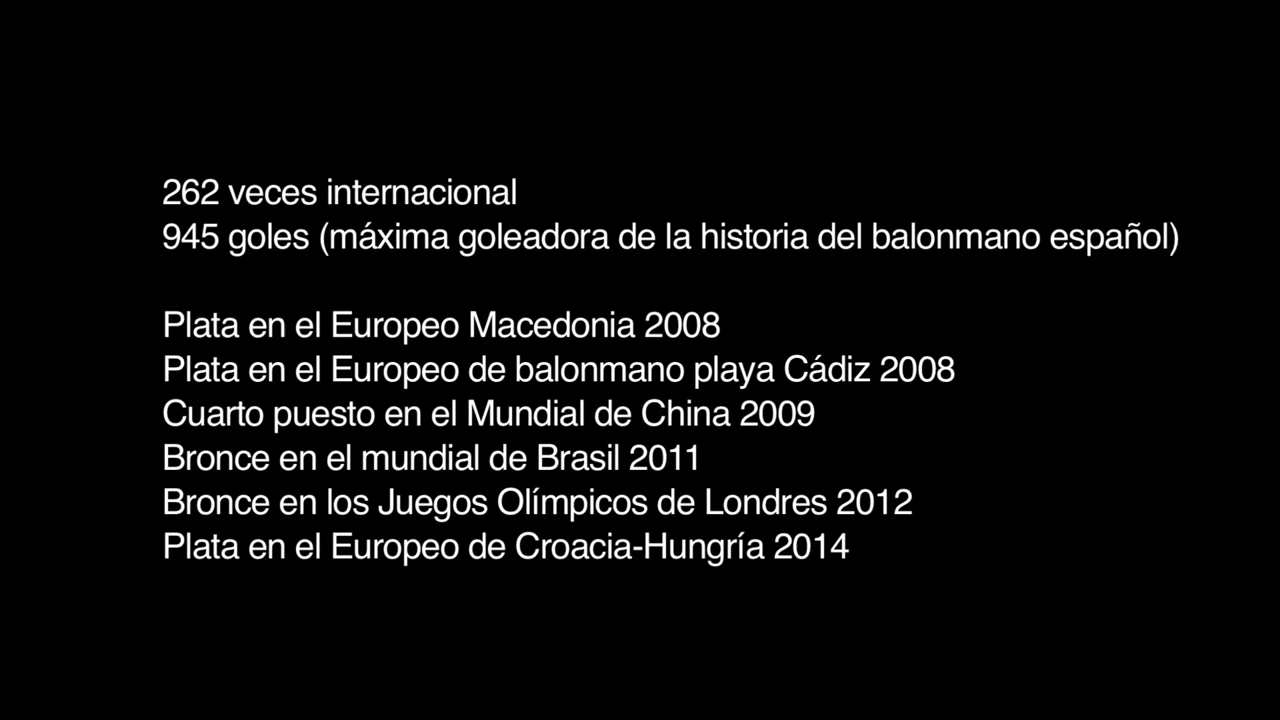 262 veces internacional
945 goles (máxima goleadora de la historia del balonmano español)
Plata en el Europeo Macedonia 2008
Plata en el Europeo de balonmano playa Cádiz 2008
Cuarto puesto en el Mundial de China 2009
Bronce en el mundial de Brasil 2011
Bronce en los Juegos Olímpicos de Londres 2012
Plata en el Europeo de Croacia-Hungría 2014